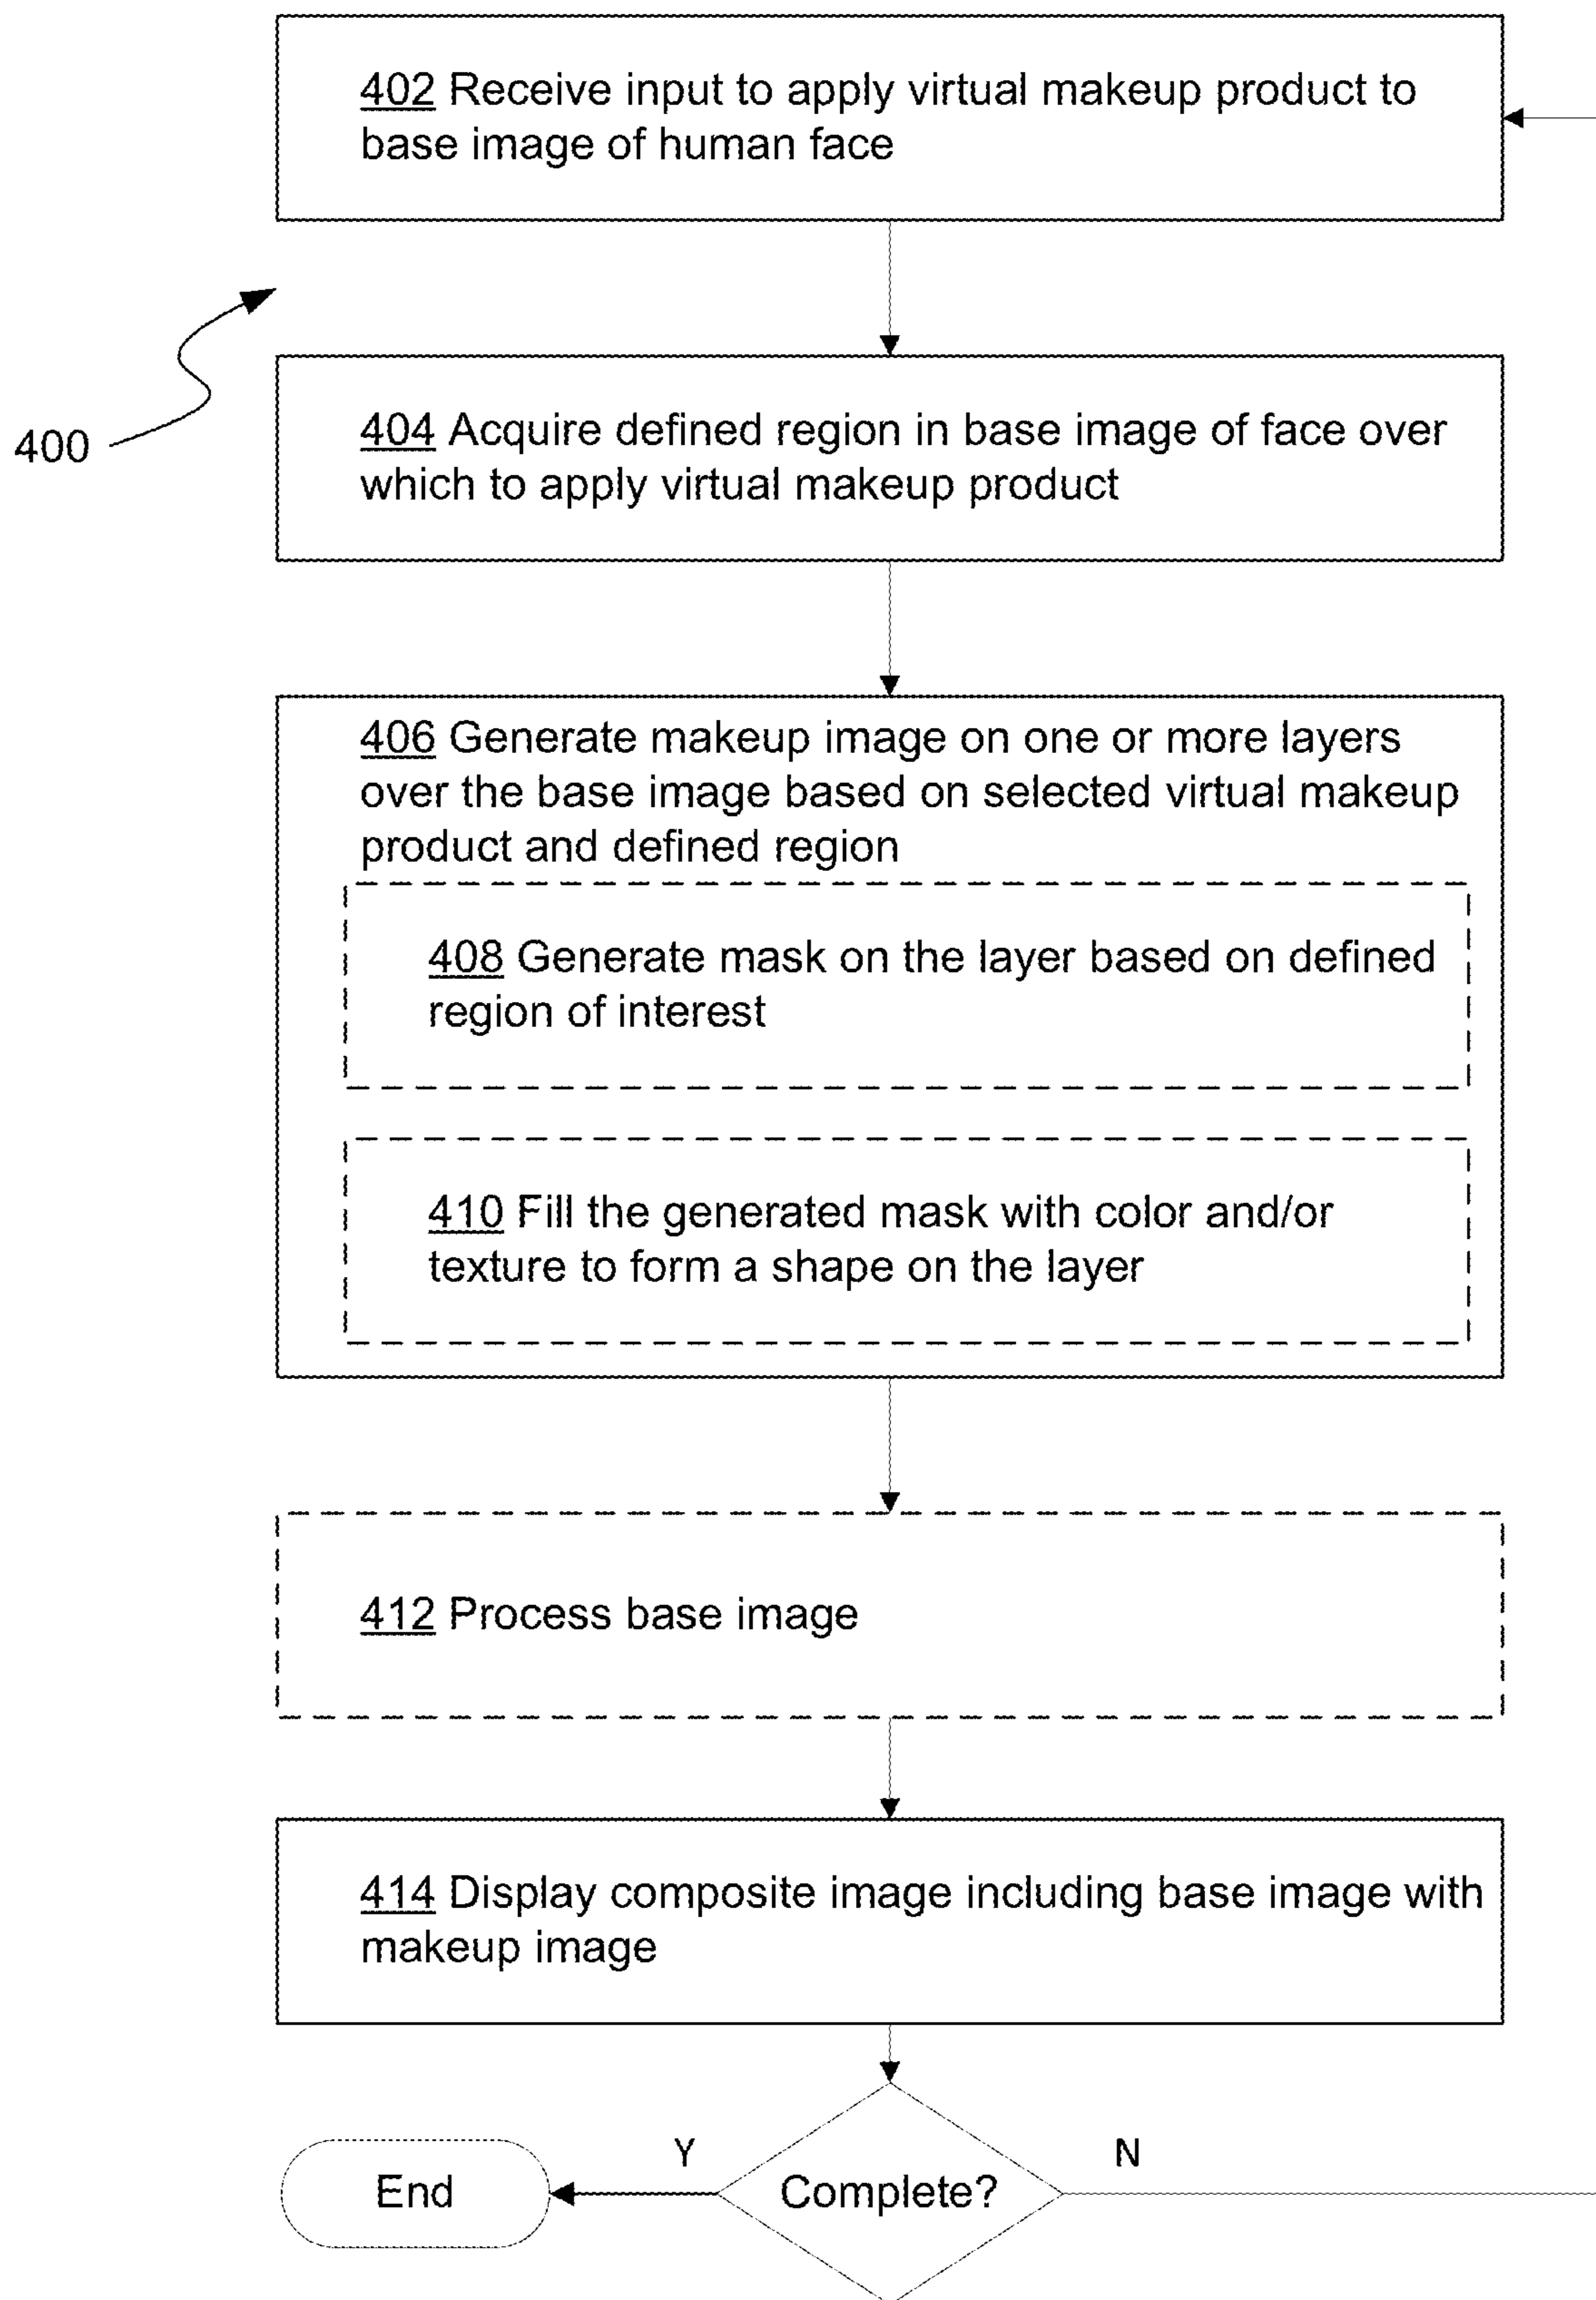 402 Receive input to apply virtual makeup product to
base image of human face
400
404 Acquire defined region in base image of face over
which to apply virtual makeup product
406 Generate makeup image on one or more layers
over the base image based on selected virtual makeup
product and defined region
408 Generate mask on the layer based on defined
region of interest
410 Fill the generated mask with color and/or
texture to form a shape on the layer
412 Process base image
414 Display composite image including base image with
makeup image
Y
N
End
Complete?